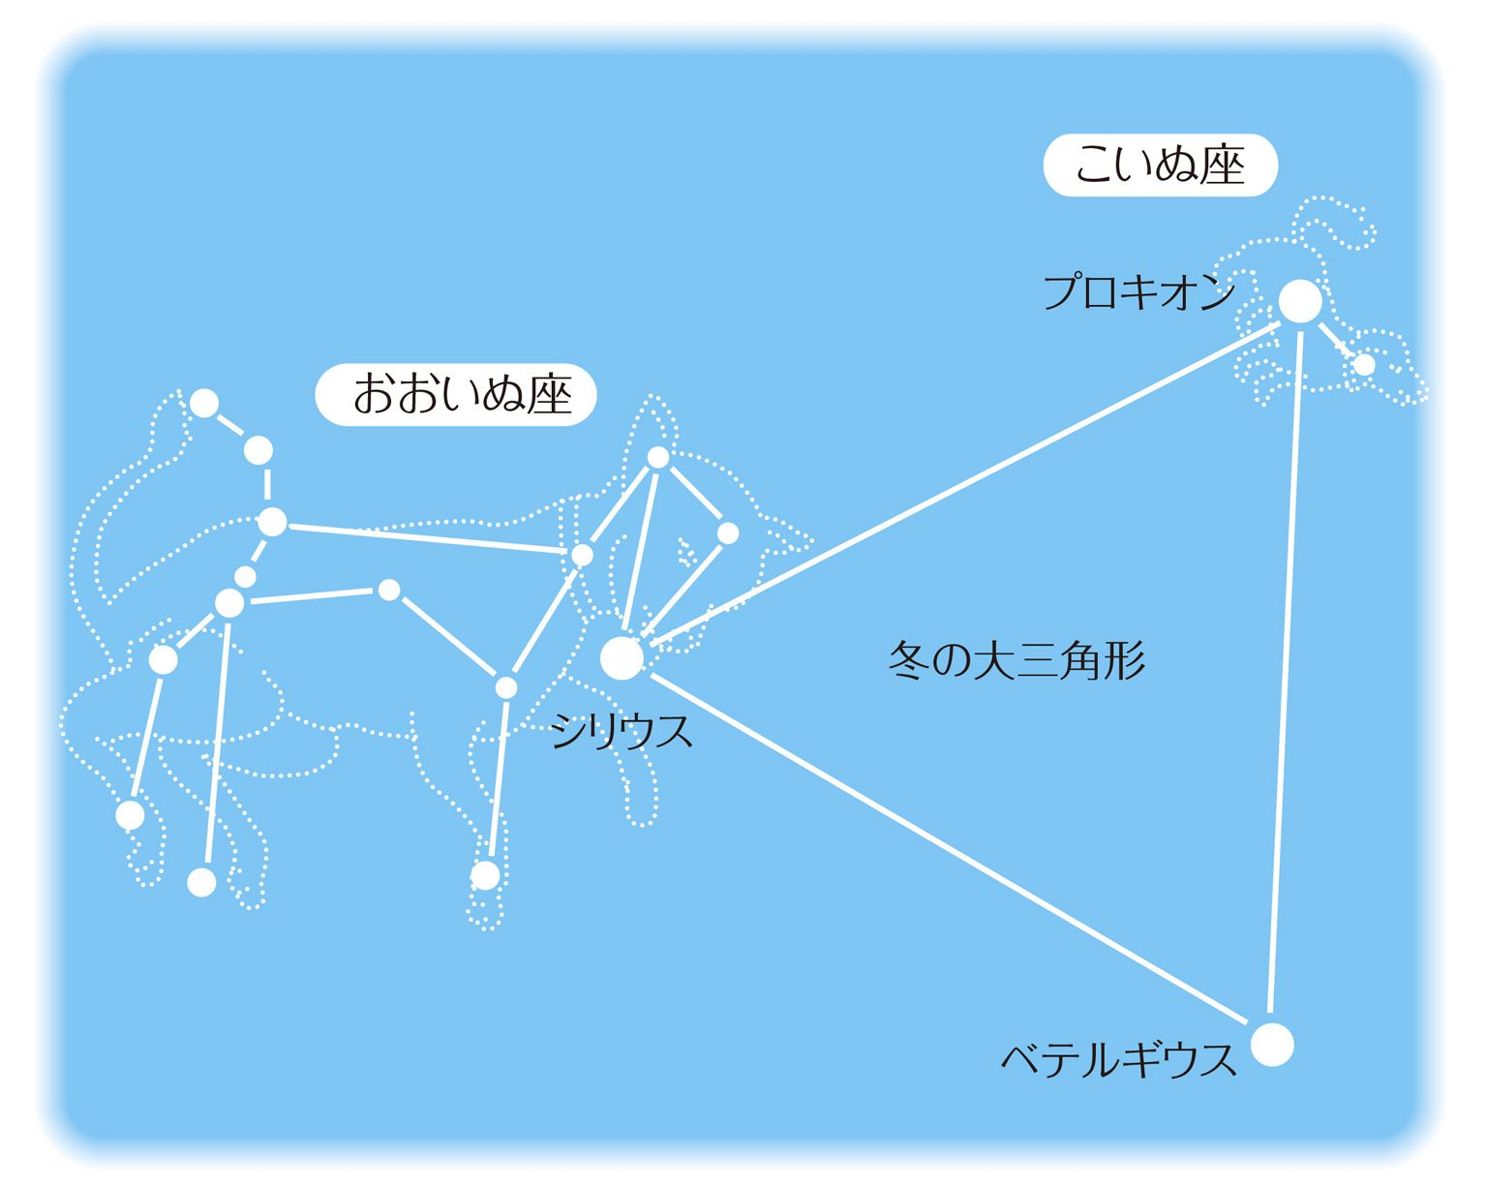 こいぬ座
プロキオン
おおいぬ座
冬の大三角形
シリウス
ベテルギウス